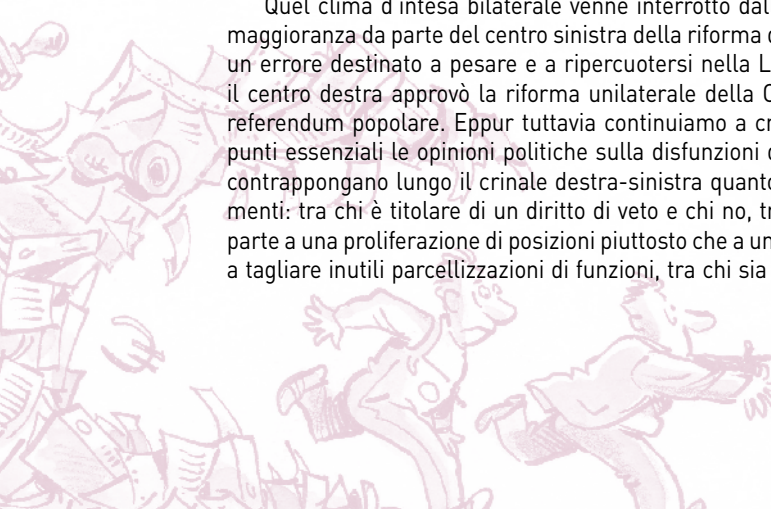 Quel clima d'intesa bilaterale venne interrotto dal
maggioranza da parte del centro sinistra della riforma
un errore destinato a pesare e a ripercuotersi nella
il centro destra approvò la riforma unilaterale della
referendum popolare. Eppur tuttavia continuiamo a
punti essenziali le opinioni politiche sulla disfunzioni
contrappongano lungo il crinale destra-sinistra quanto
menti: tra chi è titolare di un diritto di veto e chi no,
parte a una proliferazione di posizioni piuttosto che a
a tagliare inutili parcellizzazioni di funzioni, tra chi sia